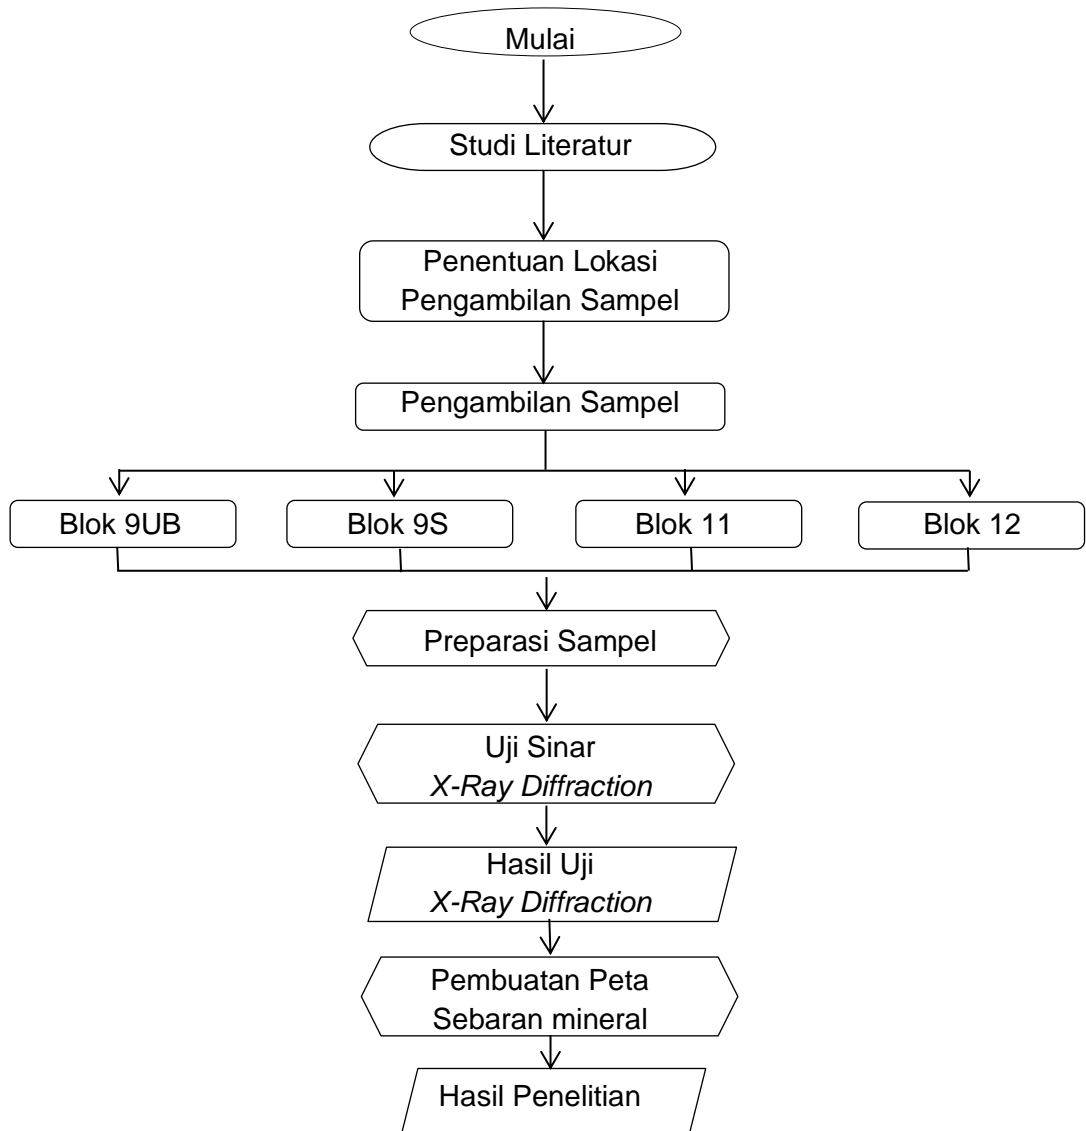 Mulai
Studi Literatur
Penentuan Lokasi
Pengambilan Sampel
Pengambilan Sampel
Blok 9UB
Blok 9S
Blok 11
Blok 12
Preparasi Sampel
Uji Sinar
X-Ray Diffraction
Hasil Uji
X-Ray Diffraction
Pembuatan Peta
Sebaran mineral
Hasil Penelitian